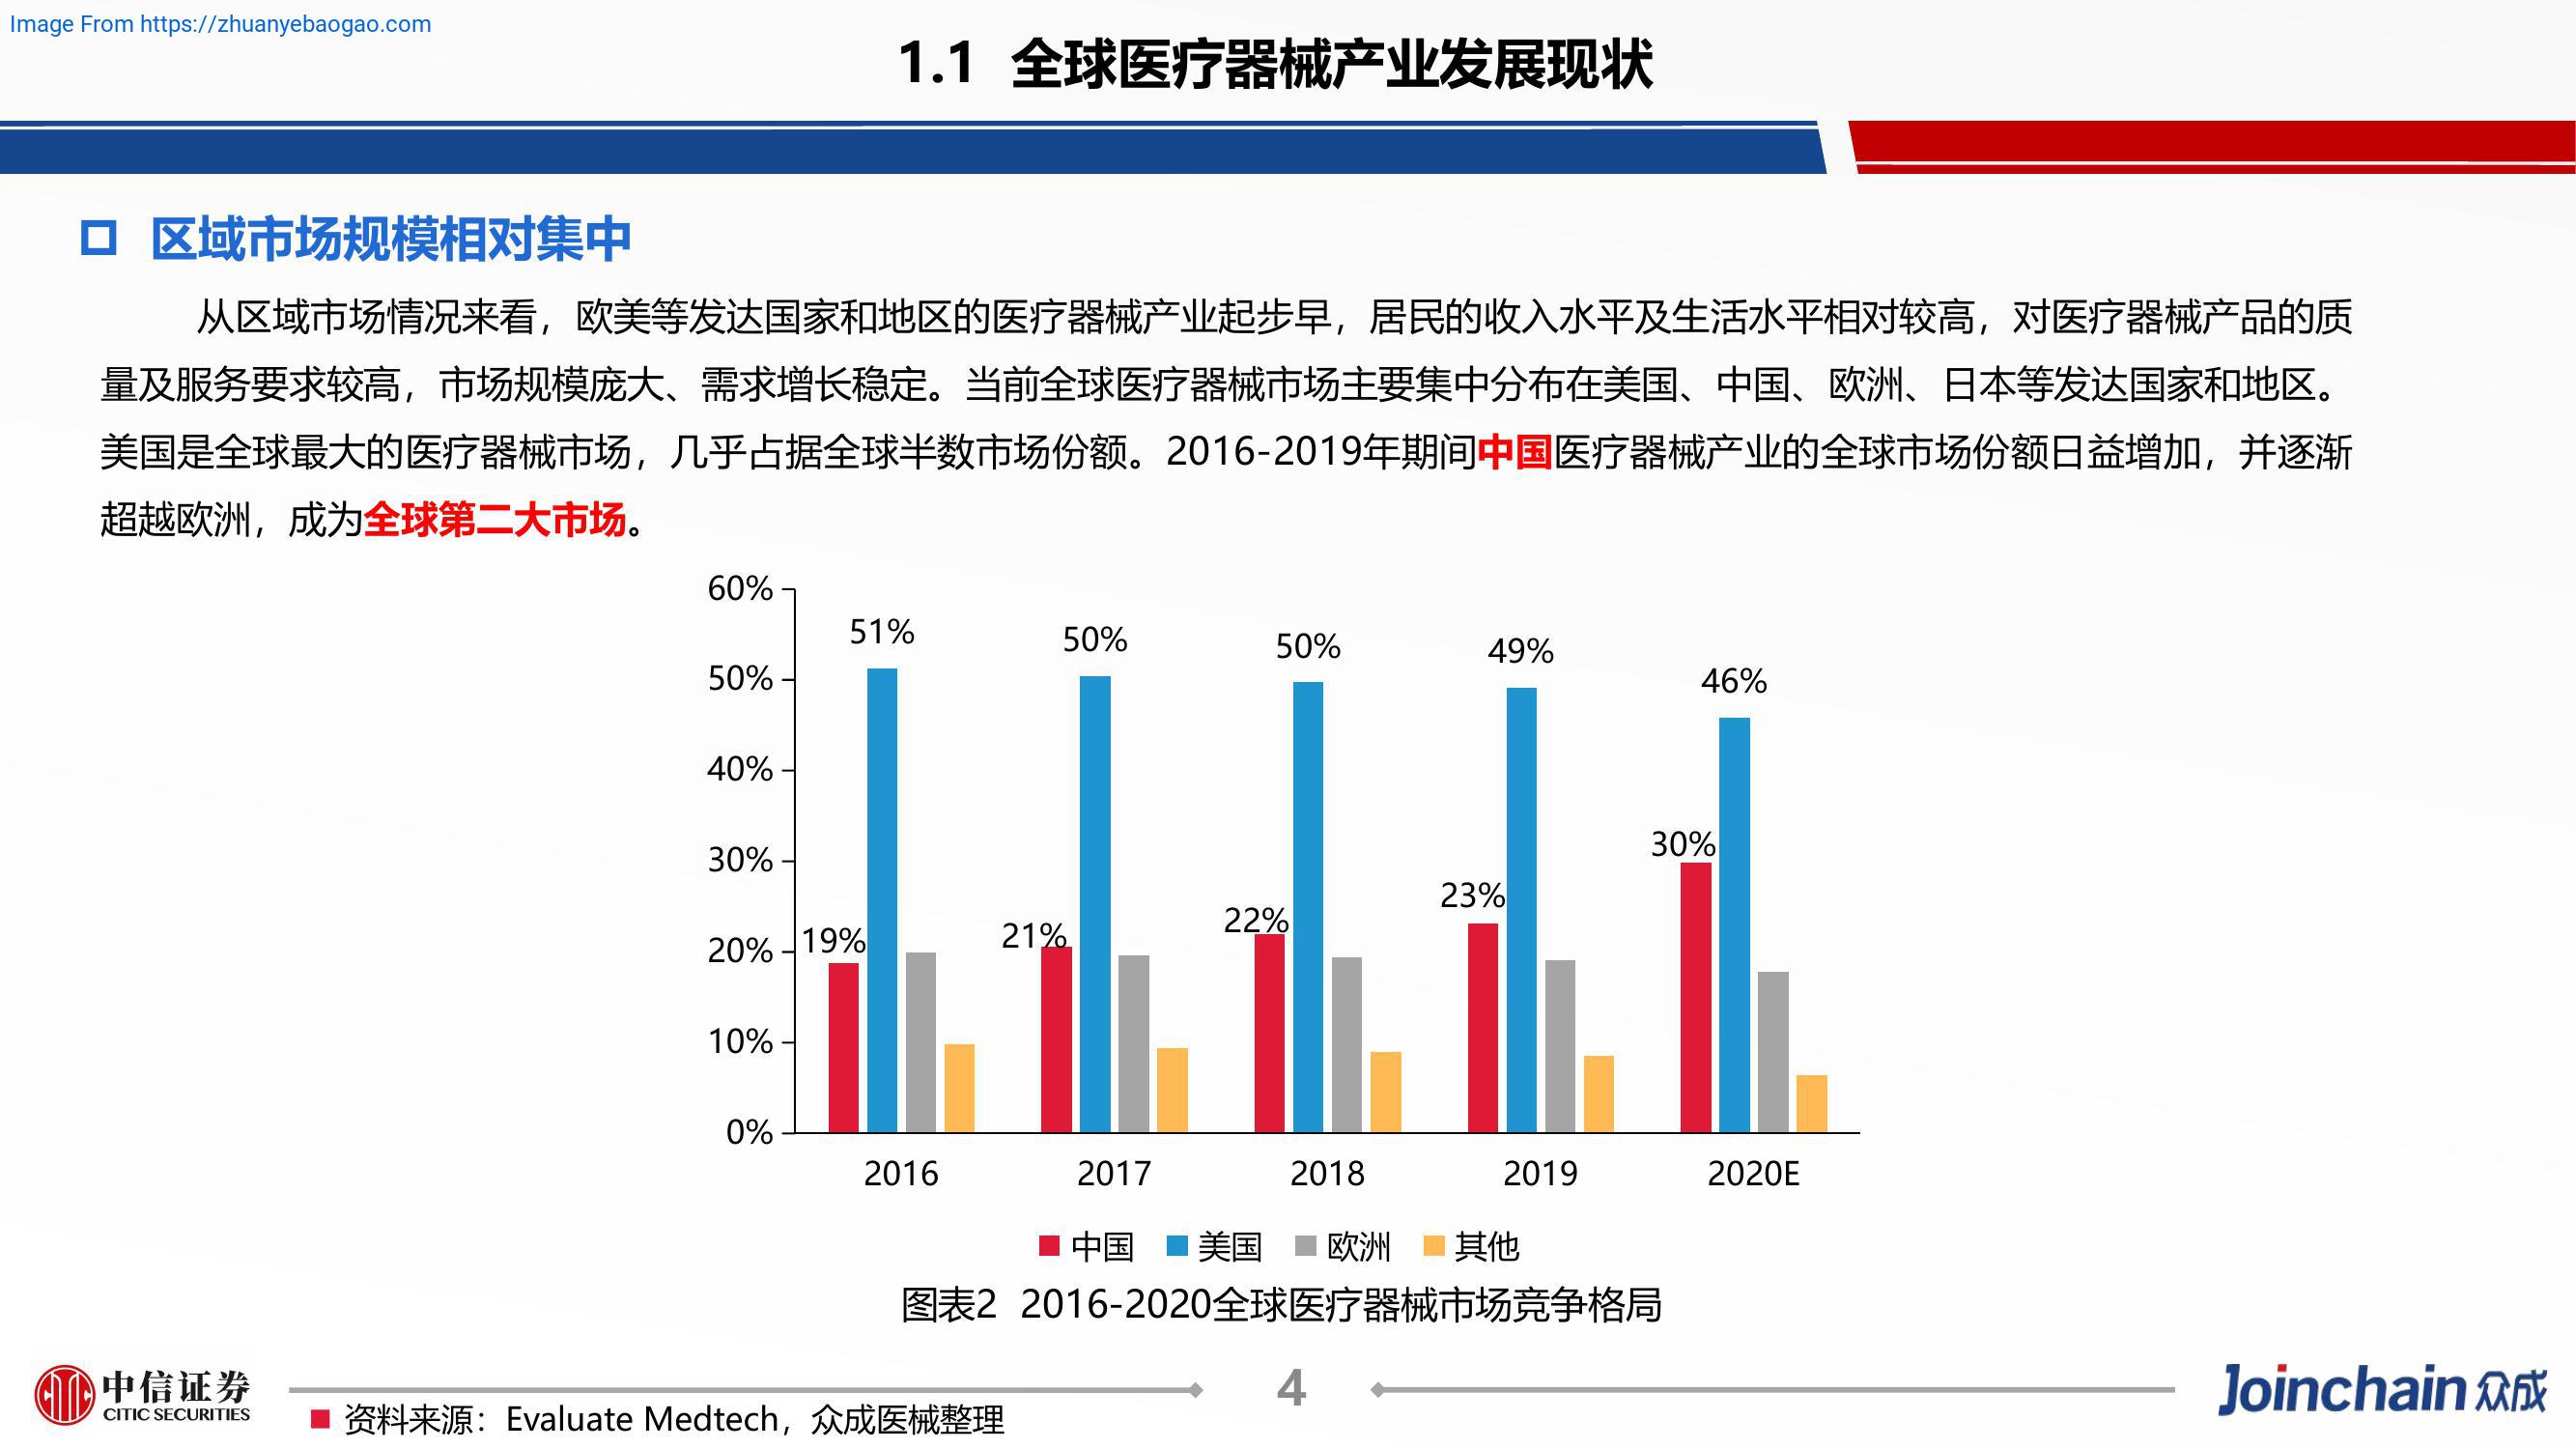 Image From https://zhuanyebaogao.com
1.1 全球医疗器械产业发展现状
区域市场规模相对集中
从区域市场情况来看，欧美等发达国家和地区的医疗器械产业起步早，居民的收入水平及生活水平相对较高，对医疗器械产品的质
量及服务要求较高，市场规模庞大、需求增长稳定。当前全球医疗器械市场主要集中分布在美国、中国、欧洲、日本等发达国家和地区。
美国是全球最大的医疗器械市场，几乎占据全球半数市场份额。2016-2019年期间中国医疗器械产业的全球市场份额日益增加，并逐渐
超越欧洲，成为全球第二大市场。
60%
50%
40%
30%
20%
10%
0%
19% 51%
21% 50%
22% 50%
23% 49%
30% 46%
2016 2017 2018 2019 2020E
中国 美国 欧洲 其他
图表2 2016-2020全球医疗器械市场竞争格局
中信证券
CITIC SECURITIES
4
Joinchain 众成
资料来源：Evaluate Medtech，众成医械整理